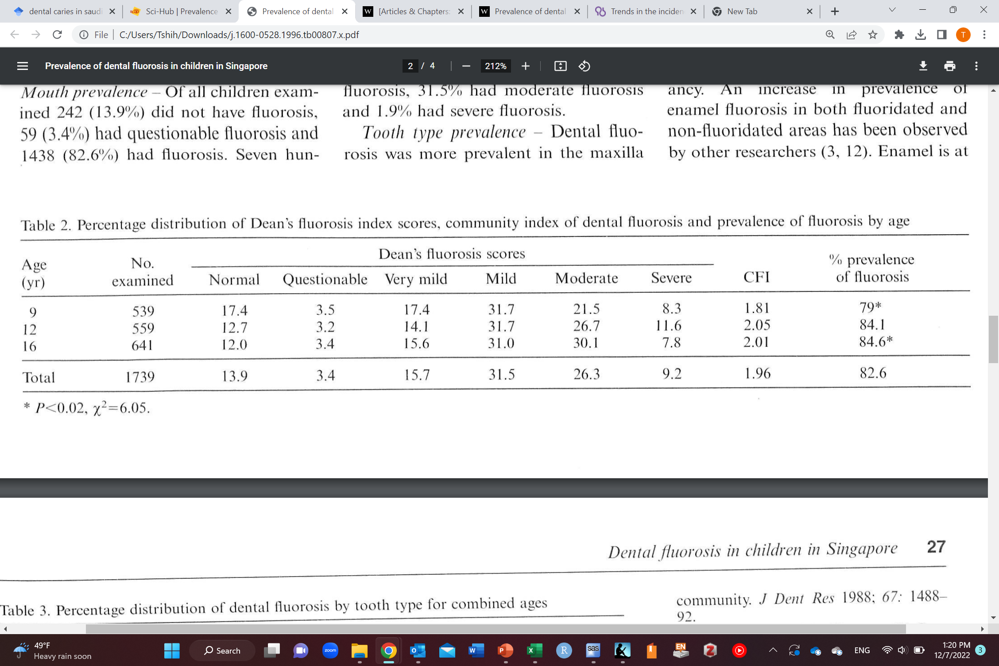 dental caries in saudi
Sci-Hub | Prevalence
Prevalence of dental
[Articles & Chapters:
Prevalence of dental
Trends in the inciden
New Tab
File
C:/Users/Tshih/Downloads/j.1600-0528.1996.tb00807.x.pdf
T
Prevalence of dental fluorosis in children in Singapore
2 / 4
212%
Mouth prevalence – Of all children exam-
ined 242 (13.9%) did not have fluorosis,
59 (3.4%) had questionable fluorosis and
1438 (82.6%) had fluorosis. Seven hun-
fluorosis, 31.5% had moderate fluorosis
and 1.9% had severe fluorosis.
Tooth type prevalence – Dental fluo-
rosis was more prevalent in the maxilla
ancy. An increase in prevalence of
enamel fluorosis in both fluoridated and
non-fluoridated areas has been observed
by other researchers (3, 12). Enamel is at
Table 2. Percentage distribution of Dean's fluorosis index scores, community index of dental fluorosis and prevalence of fluorosis by age
Dean's fluorosis scores
Age (yr) No. examined Normal Questionable Very mild Mild Moderate Severe CFI % prevalence of fluorosis
9 539 17.4 3.5 17.4 31.7 21.5 8.3 1.81 79*
12 559 12.7 3.2 14.1 31.7 26.7 11.6 2.05 84.1
16 641 12.0 3.4 15.6 31.0 30.1 7.8 2.01 84.6*
Total 1739 13.9 3.4 15.7 31.5 26.3 9.2 1.96 82.6
* P<0.02, χ²=6.05.
Dental fluorosis in children in Singapore 27
Table 3. Percentage distribution of dental fluorosis by tooth type for combined ages
community. J Dent Res 1988; 67: 1488–
92.
49°F
Heavy rain soon
Search
zoom
R
sas
EN
ENG
1:20 PM
12/7/2022
3